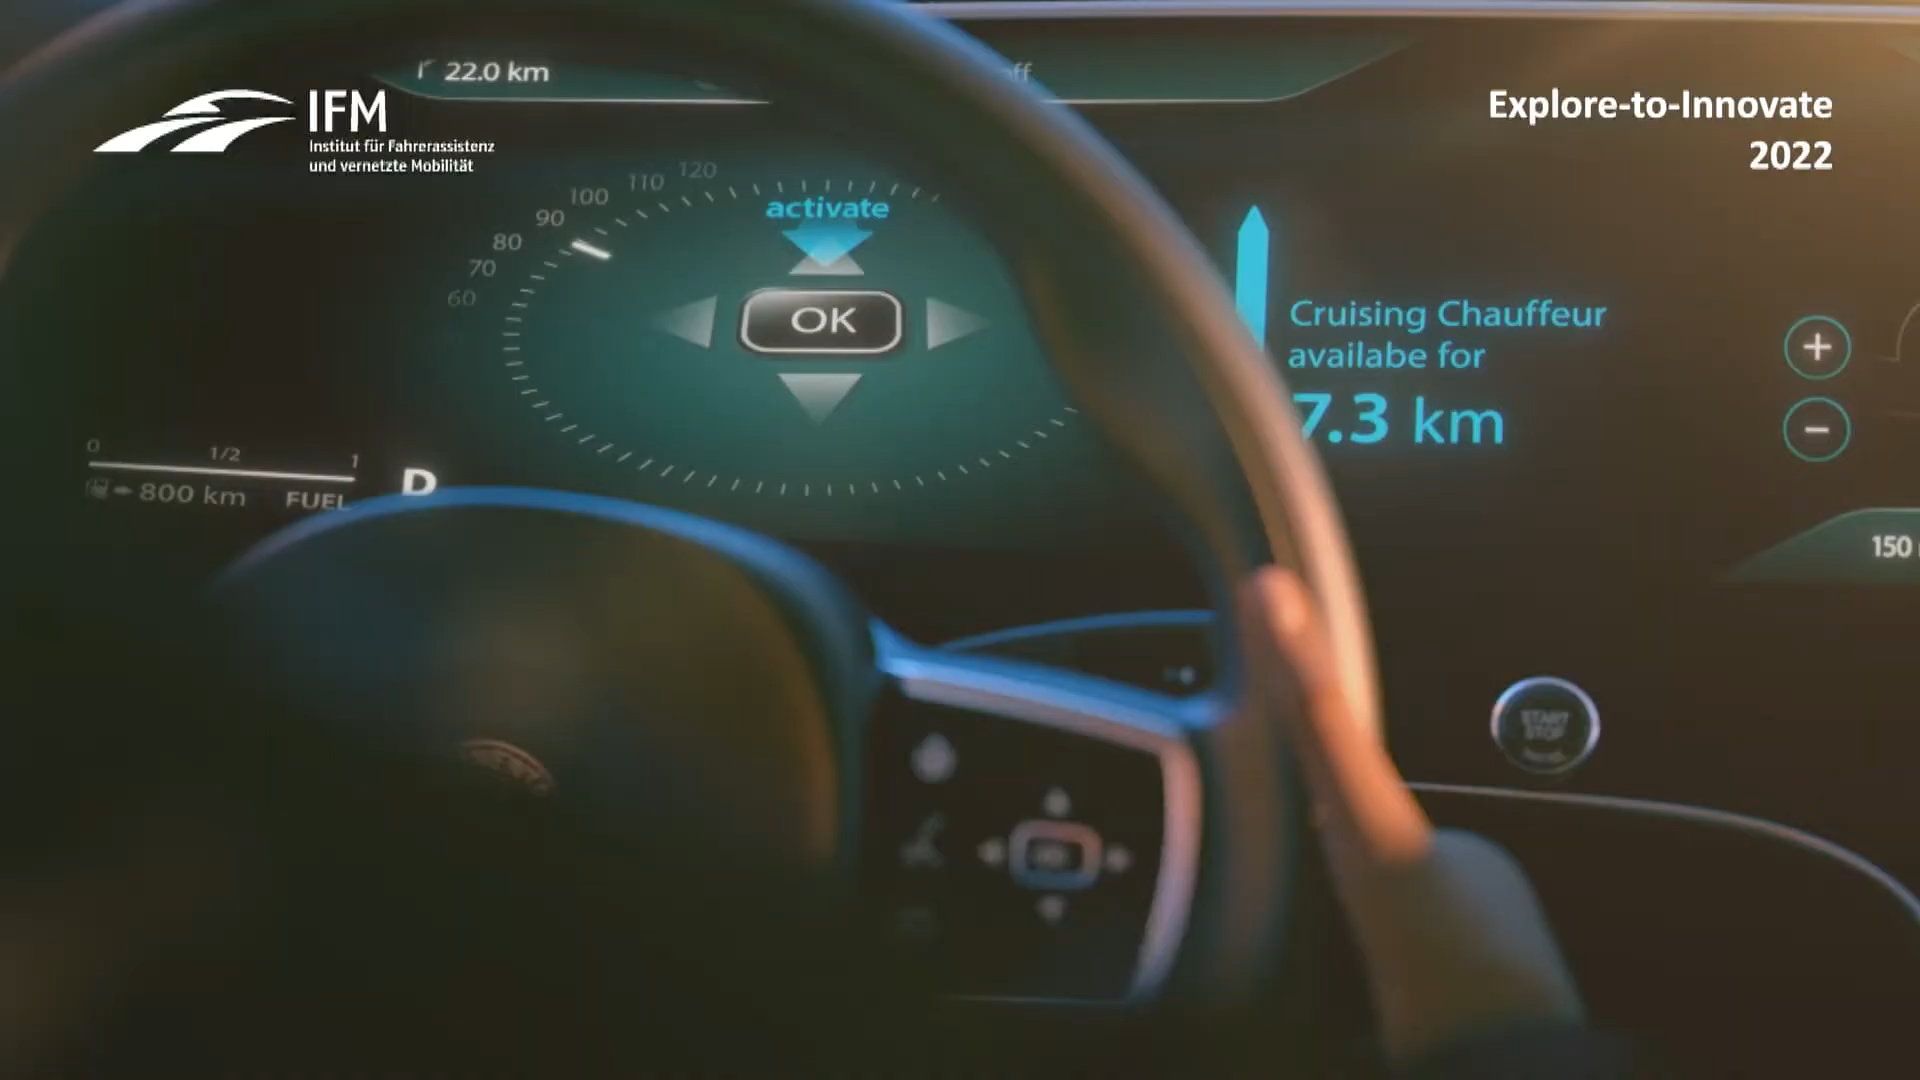 22.0 km
IFM
Institut für Fahrerassistenz
und vernetzte Mobilität
Explore-to-Innovate
2022
120
110
100
90
80
70
60
activate
OK
Cruising Chauffeur
availabe for
7.3 km
+
−
0 1/2 1
800 km FUEL
D
150
START
STOP